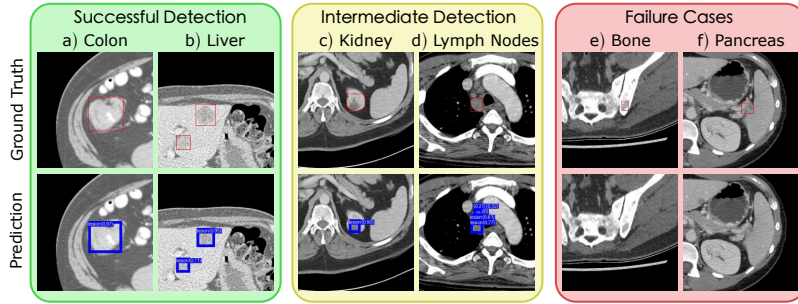 Successful Detection
Intermediate Detection
Failure Cases
a) Colon
b) Liver
c) Kidney
d) Lymph Nodes
e) Bone
f) Pancreas
Ground Truth
Prediction